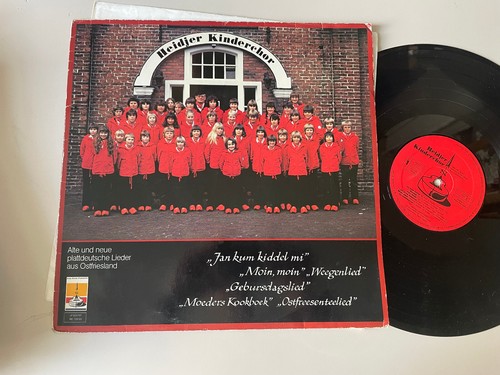 Heidjer Kinderchor
Alte und neue
plattdeutsche Lieder
aus Ostfriesland
„Jan kum kiddel mi”
„Moin, moin” „Weegenlied”
„Gebursdagslied”
„Moeders Kookboek” „Ostfreesenteelied”
Heidjer
Kinderchor